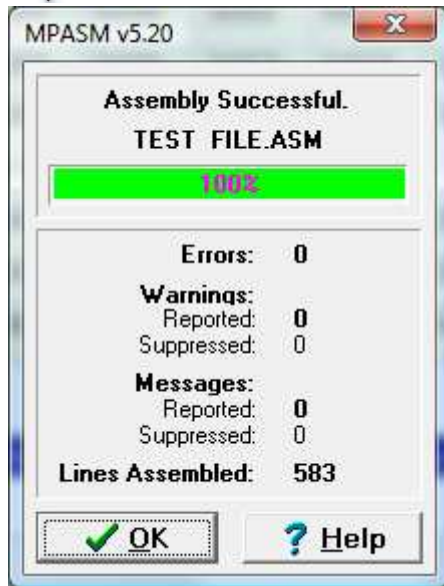 MPASM v5.20
Assembly Successful.
TEST FILE.ASM
100%
Errors: 0
Warnings:
Reported: 0
Suppressed: 0
Messages:
Reported: 0
Suppressed: 0
Lines Assembled: 583
OK
? Help